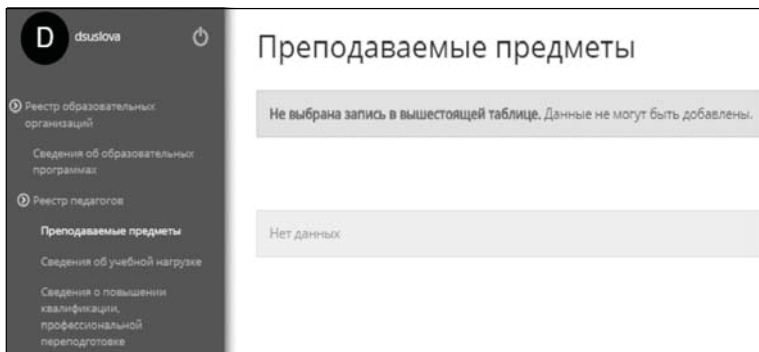 D dsuslova
Реестр образовательных
организаций
Сведения об образовательных
программах
Реестр педагогов
Преподаваемые предметы
Сведения об учебной нагрузке
Сведения о повышении
квалификации,
профессиональной
переподготовке
Преподаваемые предметы
Не выбрана запись в вышестоящей таблице. Данные не могут быть добавлены.
Нет данных